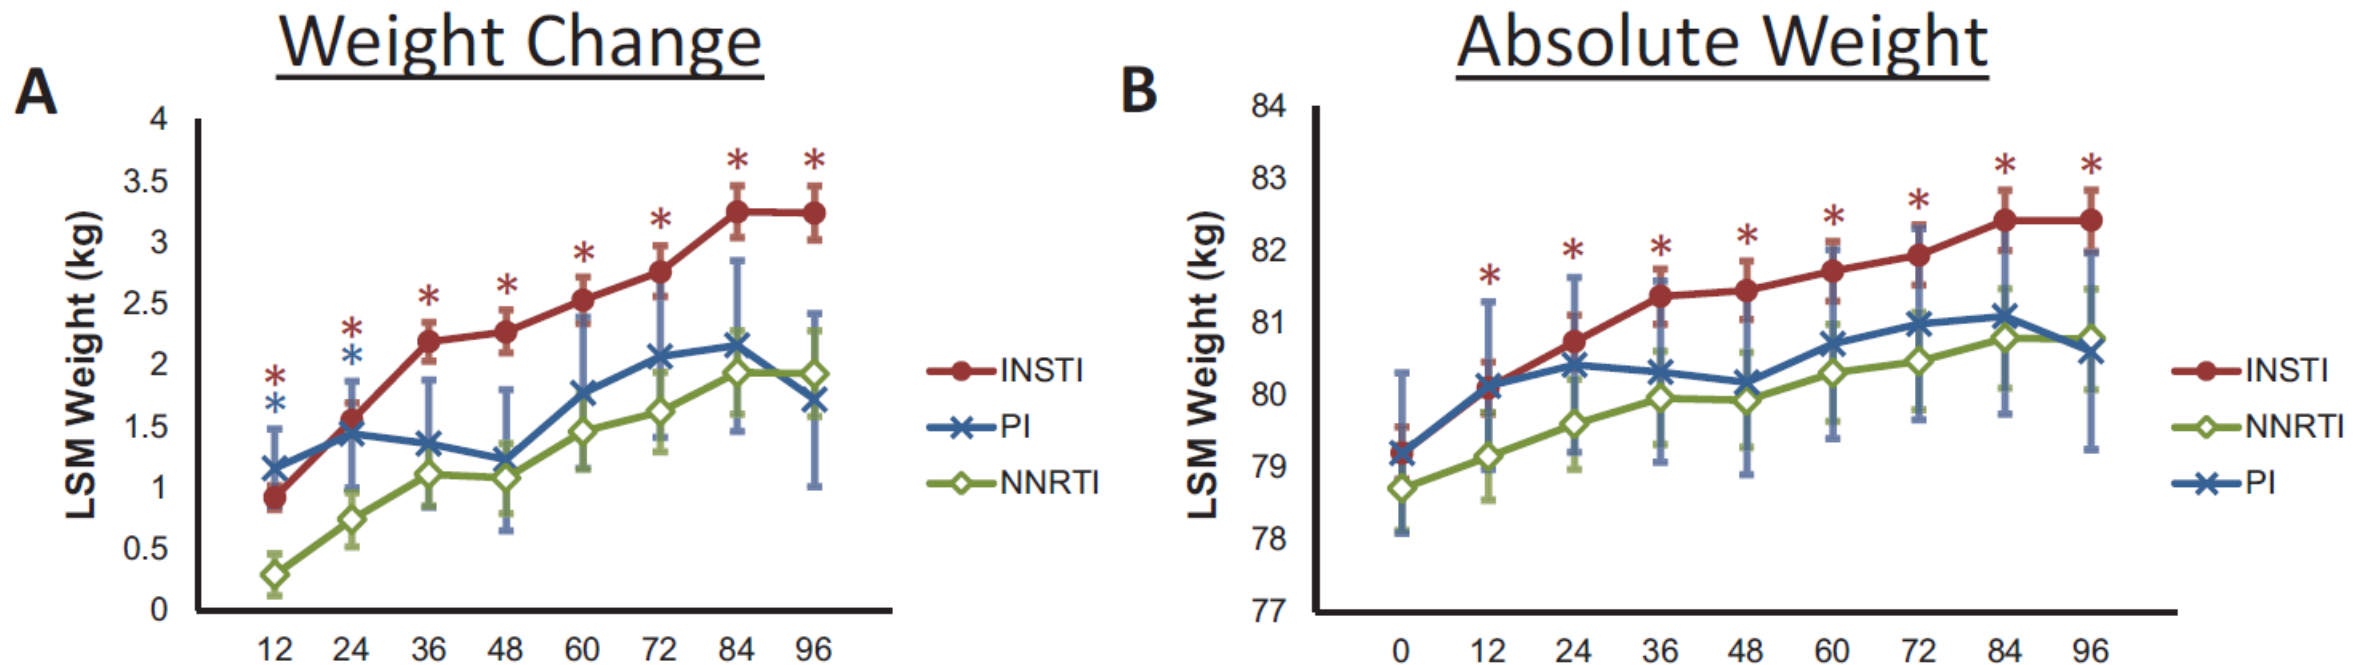 Weight Change
Absolute Weight
A
B
LSM Weight (kg)
4
3.5
3
2.5
2
1.5
1
0.5
0
* * * * * * * *
* *
12 24 36 48 60 72 84 96
INSTI
PI
NNRTI
LSM Weight (kg)
84
83
82
81
80
79
78
77
* * * * * * * *
0 12 24 36 48 60 72 84 96
INSTI
NNRTI
PI